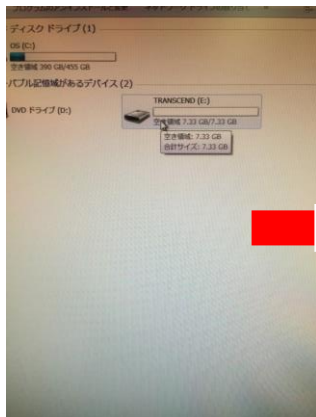 ディスク ドライブ (1)
OS (C:)
空き領域 390 GB/455 GB
バブル記憶域があるデバイス (2)
DVD ドライブ (D:)
TRANSCEND (E:)
空き領域 7.33 GB/7.33 GB
空き領域: 7.33 GB
合計サイズ: 7.33 GB